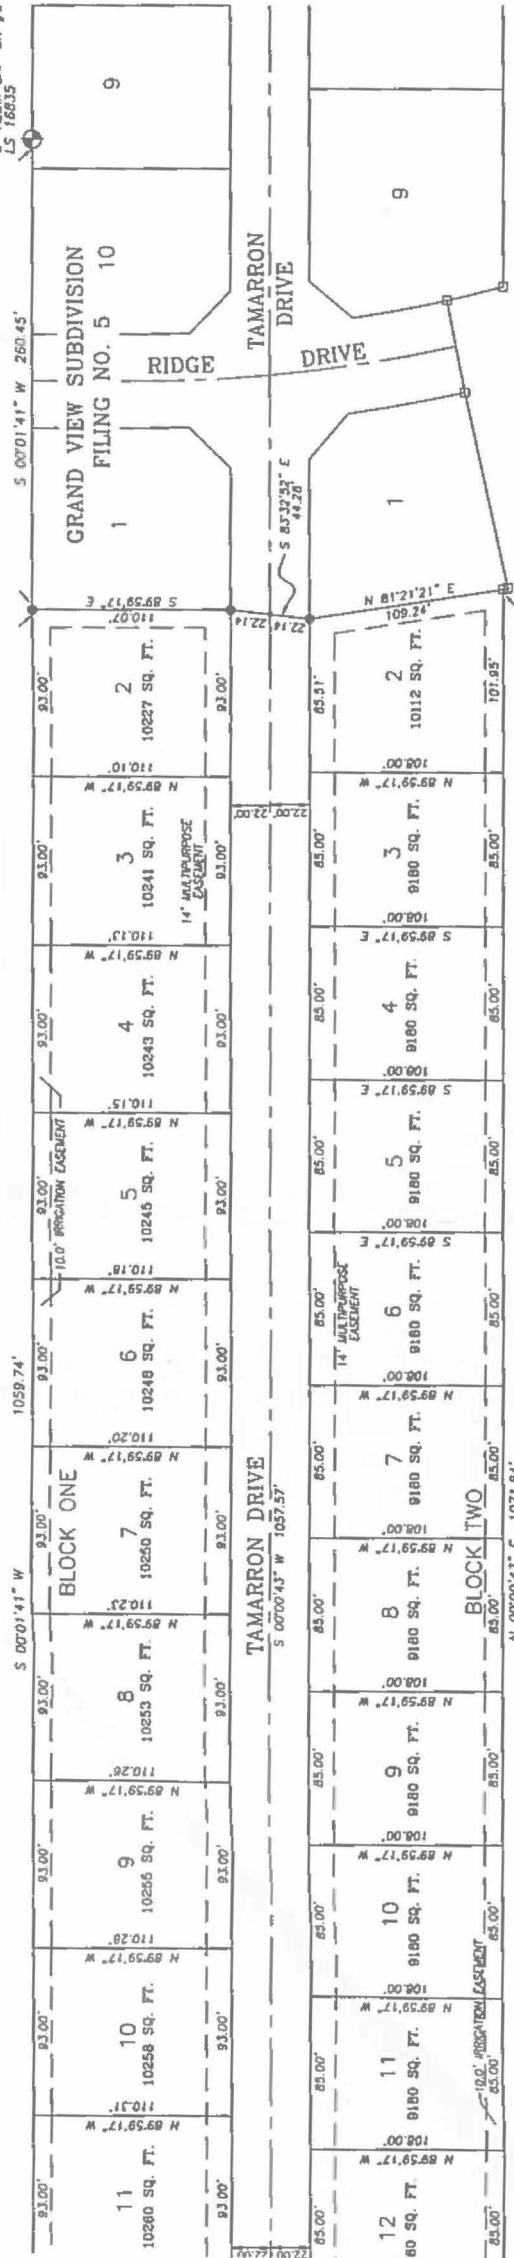 LS 16835
S 00°01'41" W 260.45'
9
GRAND VIEW SUBDIVISION
FILING NO. 5 10
1
TAMARRON
DRIVE
RIDGE DRIVE
9
1
S 83°32'52" E
44.28'
N 81°21'21" E
109.24'
S 89°59'17" E
110.07'
22.14'
22.14'
22.00'
22.00'
S 00°01'41" W 1059.74'
BLOCK ONE
10.0' IRRIGATION EASEMENT
14' MULTIPURPOSE
EASEMENT
93.00'
2
10227 SQ. FT.
93.00'
110.10'
N 89°59'17" W
93.00'
3
10241 SQ. FT.
93.00'
110.13'
N 89°59'17" W
93.00'
4
10243 SQ. FT.
93.00'
110.15'
N 89°59'17" W
93.00'
5
10245 SQ. FT.
93.00'
110.18'
N 89°59'17" W
93.00'
6
10248 SQ. FT.
93.00'
110.20'
N 89°59'17" W
93.00'
7
10250 SQ. FT.
93.00'
110.23'
N 89°59'17" W
93.00'
8
10253 SQ. FT.
93.00'
110.26'
N 89°59'17" W
93.00'
9
10255 SQ. FT.
93.00'
110.28'
N 89°59'17" W
93.00'
10
10258 SQ. FT.
93.00'
110.31'
N 89°59'17" W
93.00'
11
10260 SQ. FT.
93.00'
TAMARRON DRIVE
S 00°00'43" W 1057.57'
22.00'
22.00'
85.51'
2
10112 SQ. FT.
101.95'
108.00'
N 89°59'17" W
85.00'
3
9180 SQ. FT.
85.00'
108.00'
S 89°59'17" E
85.00'
4
9180 SQ. FT.
85.00'
108.00'
S 89°59'17" E
85.00'
5
9180 SQ. FT.
85.00'
108.00'
S 89°59'17" E
85.00'
14' MULTIPURPOSE
EASEMENT
6
9180 SQ. FT.
85.00'
108.00'
N 89°59'17" W
85.00'
7
9180 SQ. FT.
85.00'
108.00'
N 89°59'17" W
BLOCK TWO
85.00'
8
9180 SQ. FT.
85.00'
108.00'
N 89°59'17" W
85.00'
9
9180 SQ. FT.
85.00'
108.00'
N 89°59'17" W
85.00'
10
9180 SQ. FT.
85.00'
108.00'
N 89°59'17" W
85.00'
11
9180 SQ. FT.
10.0' IRRIGATION EASEMENT
85.00'
108.00'
N 89°59'17" W
85.00'
12
80 SQ. FT.
85.00'